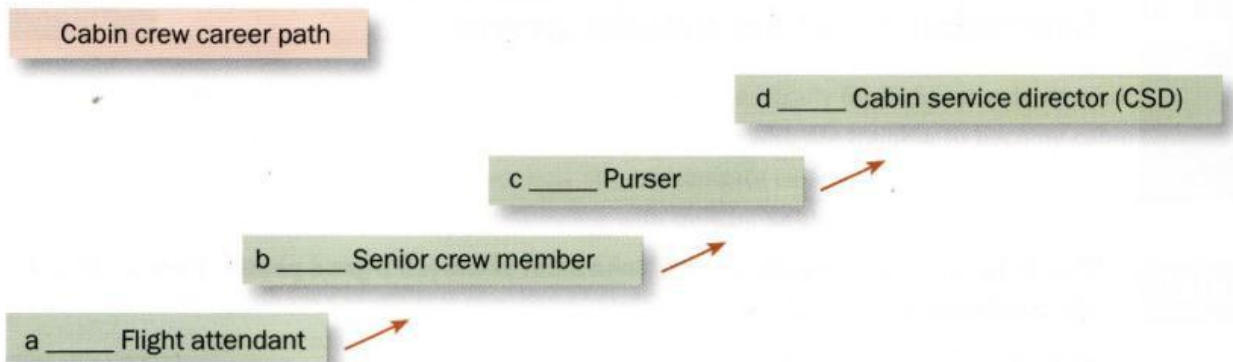 Cabin crew career path
d _____ Cabin service director (CSD)
c _____ Purser
b _____ Senior crew member
a _____ Flight attendant